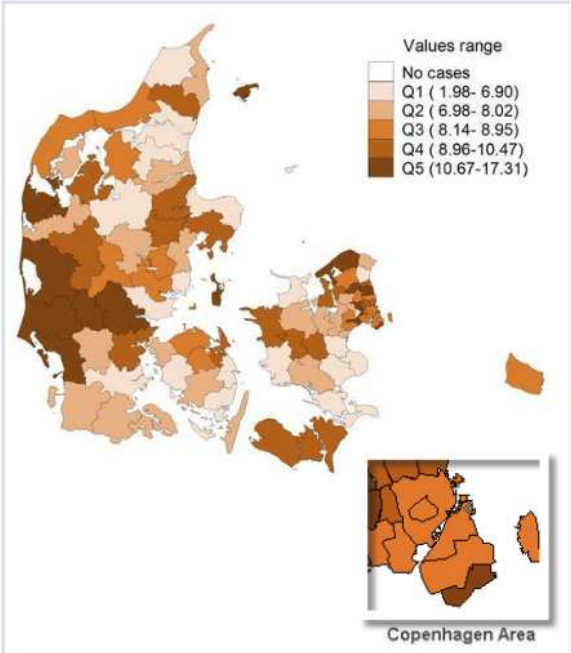 Values range
No cases
Q1 ( 1.98- 6.90)
Q2 ( 6.98- 8.02)
Q3 ( 8.14- 8.95)
Q4 ( 8.96-10.47)
Q5 (10.67-17.31)
Copenhagen Area